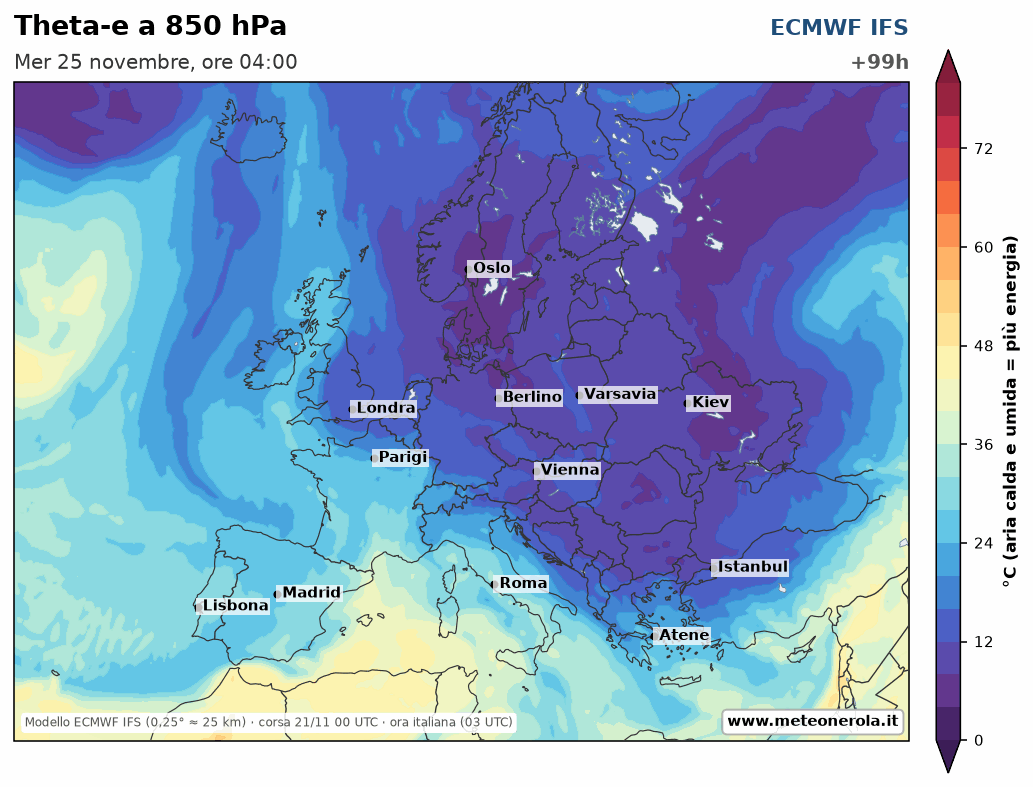 Theta-e a 850 hPa
ECMWF IFS
Mer 25 novembre, ore 04:00
+99h
72
60
48
36
24
12
0
°C (aria calda e umida = più energia)
Oslo
Berlino
Varsavia
Kiev
Londra
Parigi
Vienna
Istanbul
Roma
Madrid
Lisbona
Atene
Modello ECMWF IFS (0,25° ≈ 25 km) · corsa 21/11 00 UTC · ora italiana (03 UTC)
www.meteonerola.it